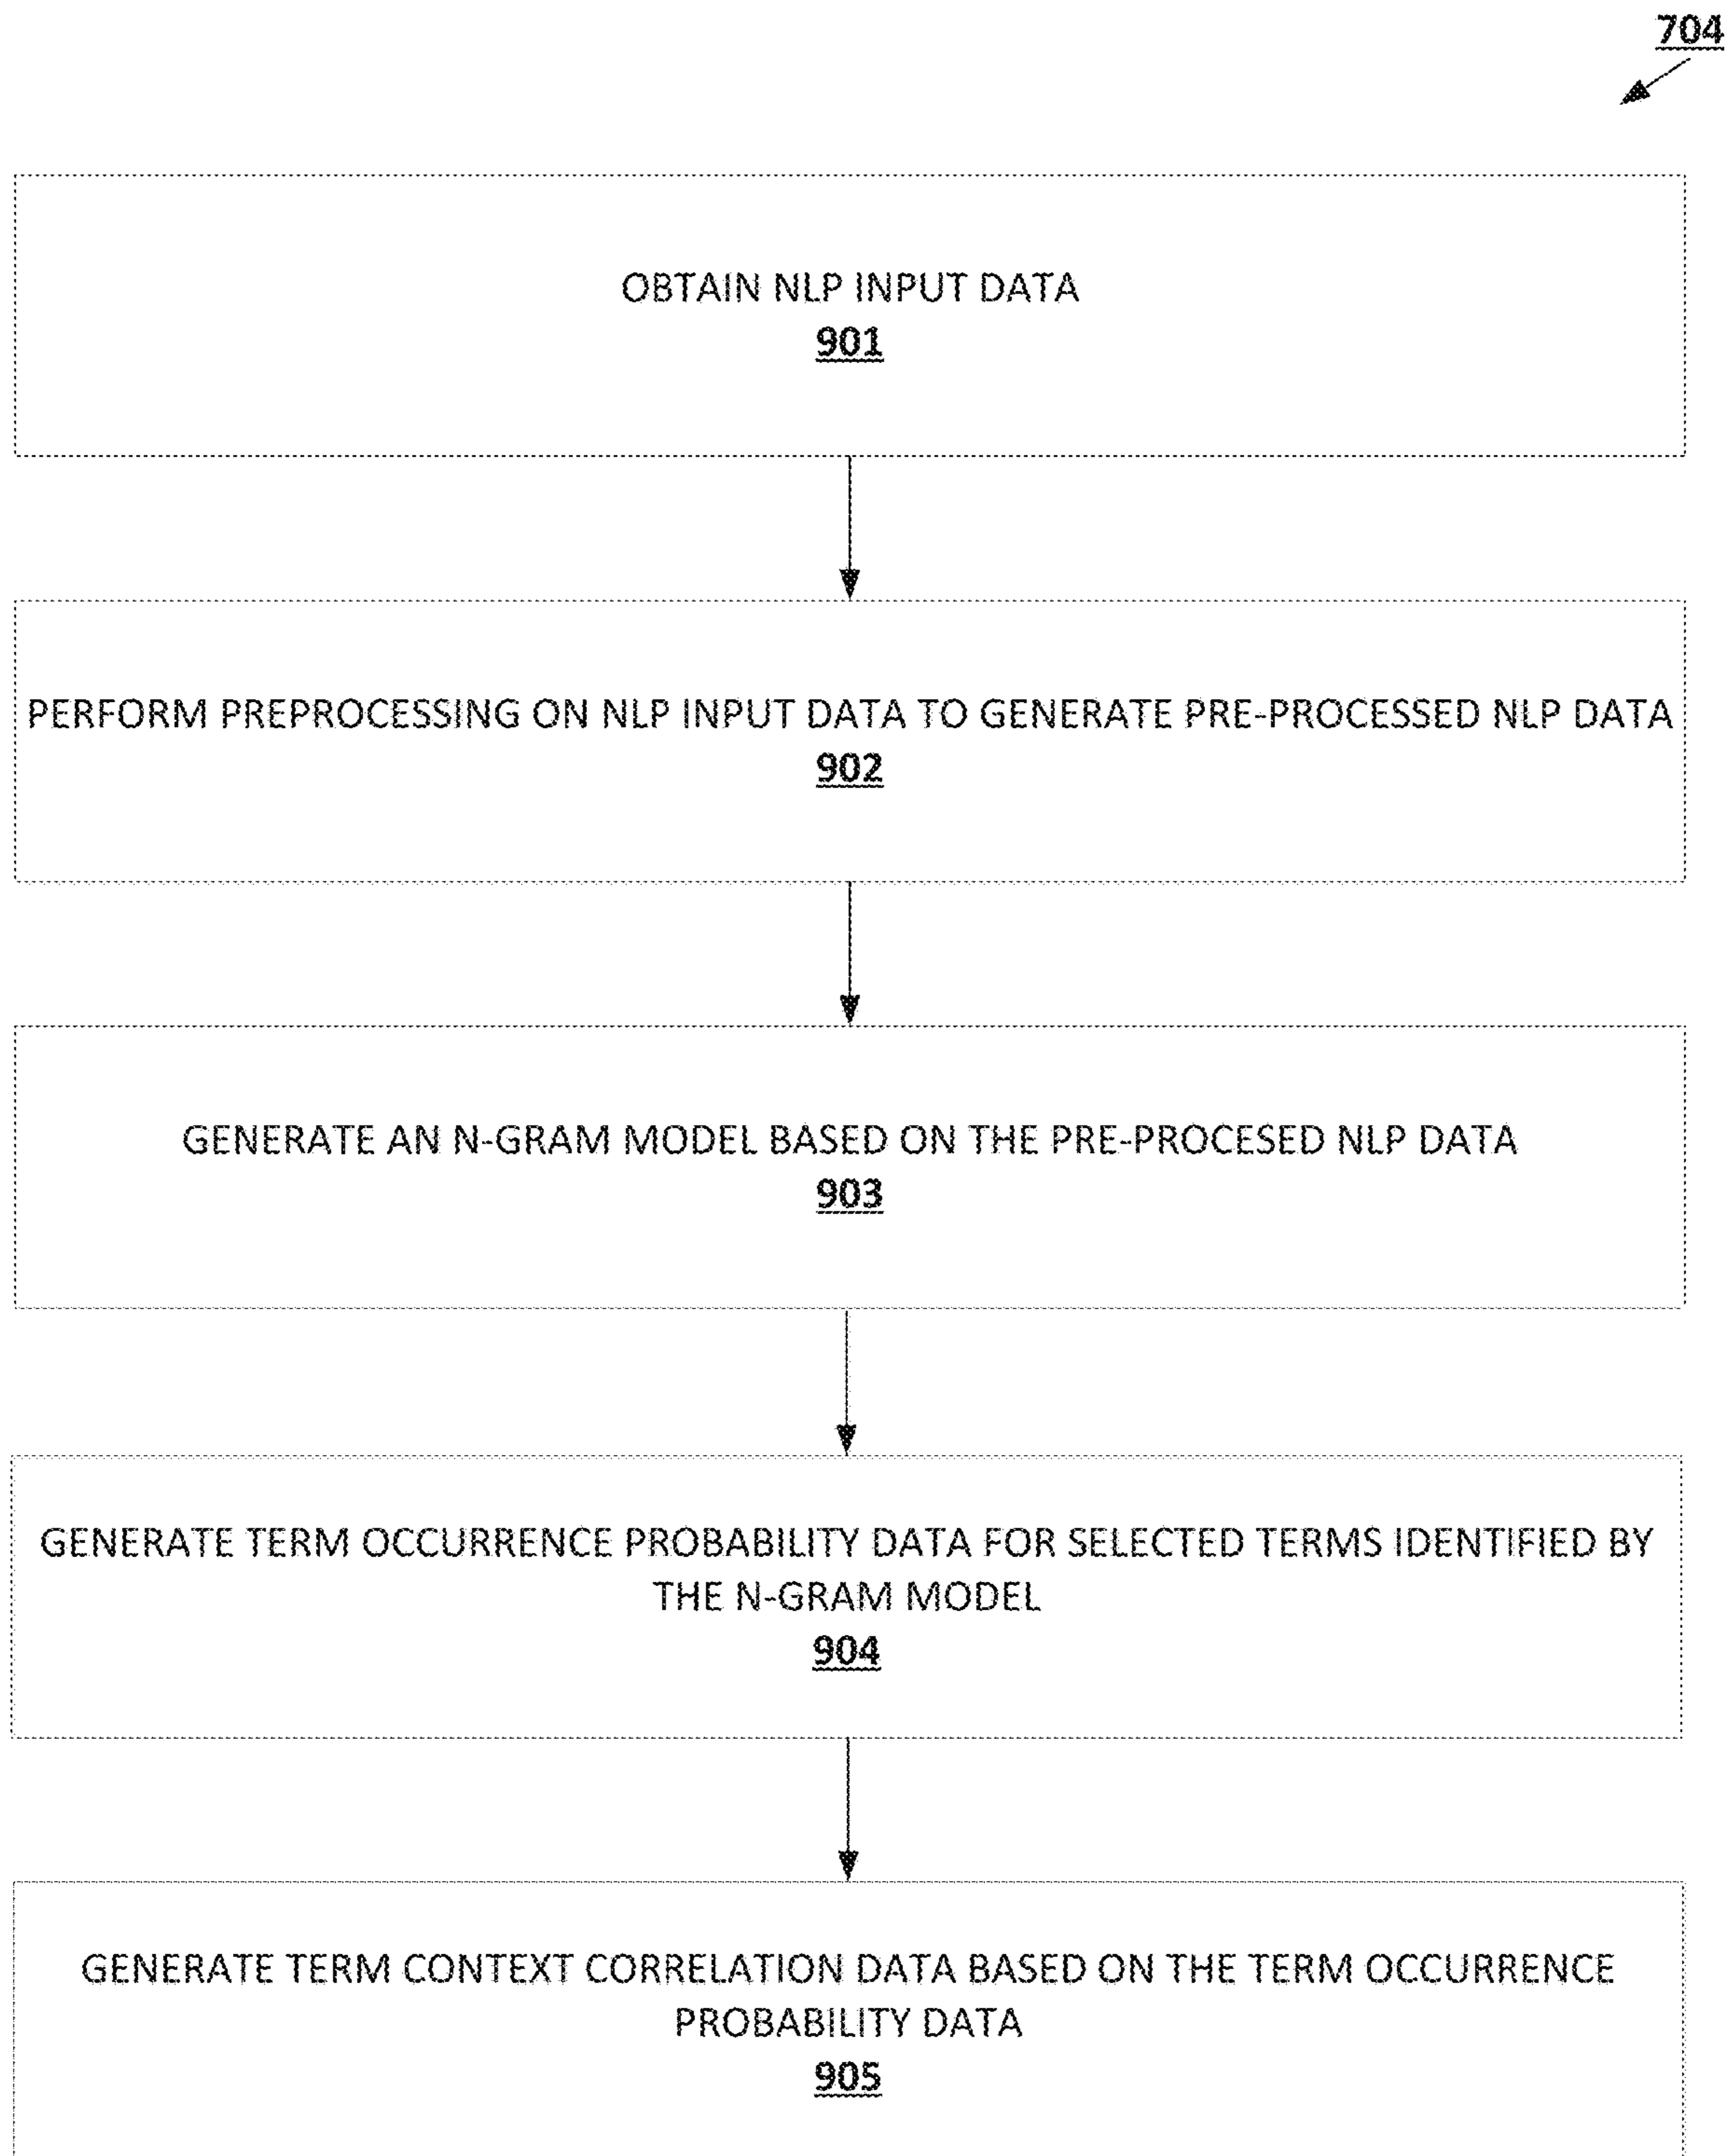 704
OBTAIN NLP INPUT DATA
901
PERFORM PREPROCESSING ON NLP INPUT DATA TO GENERATE PRE-PROCESSED NLP DATA
902
GENERATE AN N-GRAM MODEL BASED ON THE PRE-PROCESED NLP DATA
903
GENERATE TERM OCCURRENCE PROBABILITY DATA FOR SELECTED TERMS IDENTIFIED BY
THE N-GRAM MODEL
904
GENERATE TERM CONTEXT CORRELATION DATA BASED ON THE TERM OCCURRENCE
PROBABILITY DATA
905